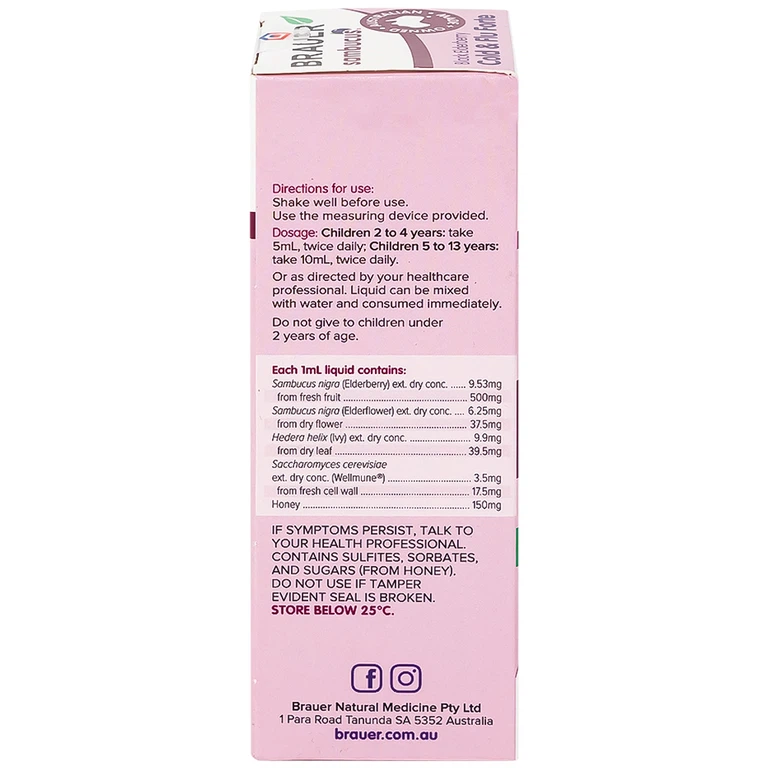 BRAUER
sambucus
AUSTRALIAN MADE OWNED
Black Elderberry
Cold & Flu Forte
Directions for use:
Shake well before use.
Use the measuring device provided.
Dosage: Children 2 to 4 years: take
5mL, twice daily; Children 5 to 13 years:
take 10mL, twice daily.
Or as directed by your healthcare
professional. Liquid can be mixed
with water and consumed immediately.
Do not give to children under
2 years of age.
Each 1mL liquid contains:
Sambucus nigra (Elderberry) ext. dry conc. ...... 9.53mg
from fresh fruit ........................................ 500mg
Sambucus nigra (Elderflower) ext. dry conc. .... 6.25mg
from dry flower ........................................ 37.5mg
Hedera helix (Ivy) ext. dry conc. ..................... 9.9mg
from dry leaf ........................................... 39.5mg
Saccharomyces cerevisiae
ext. dry conc. (Wellmune®) ........................... 3.5mg
from fresh cell wall .................................... 17.5mg
Honey ........................................................ 150mg
IF SYMPTOMS PERSIST, TALK TO
YOUR HEALTH PROFESSIONAL.
CONTAINS SULFITES, SORBATES,
AND SUGARS (FROM HONEY).
DO NOT USE IF TAMPER
EVIDENT SEAL IS BROKEN.
STORE BELOW 25°C.
Brauer Natural Medicine Pty Ltd
1 Para Road Tanunda SA 5352 Australia
brauer.com.au